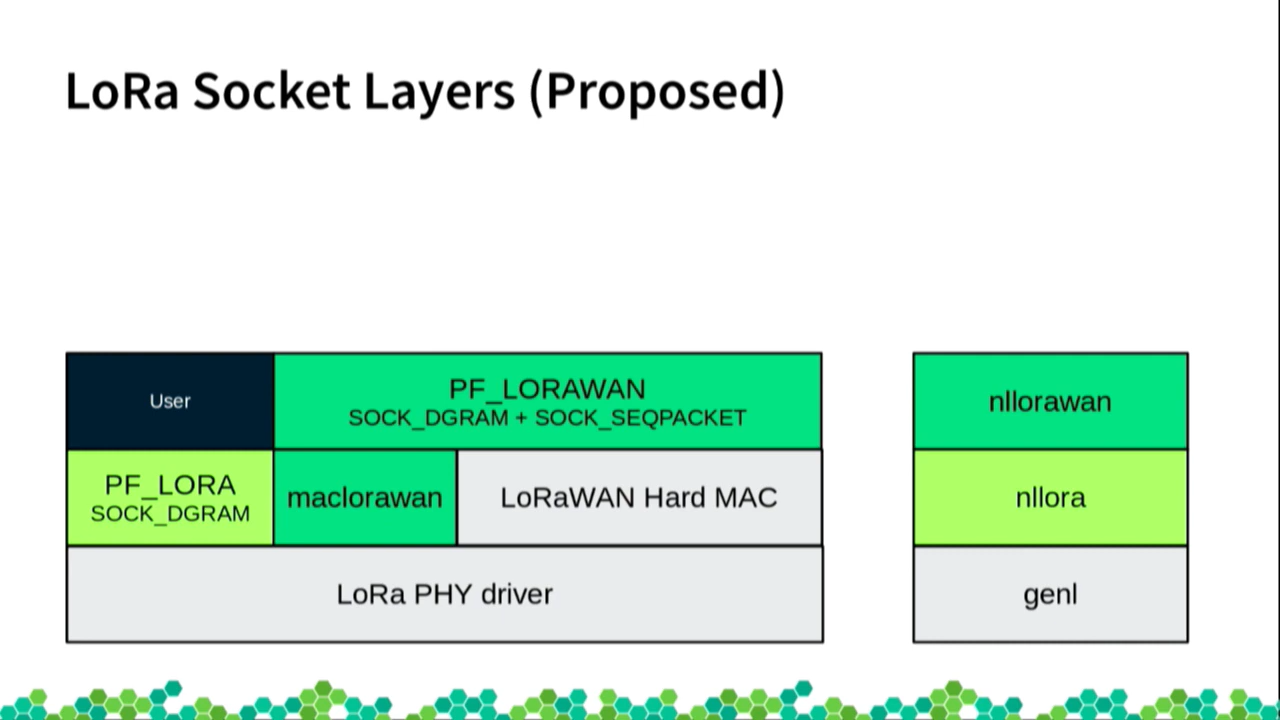 LoRa Socket Layers (Proposed)
User
PF_LORAWAN
SOCK_DGRAM + SOCK_SEQPACKET
PF_LORA
SOCK_DGRAM
maclorawan
LoRaWAN Hard MAC
LoRa PHY driver
nllorawan
nllora
genl